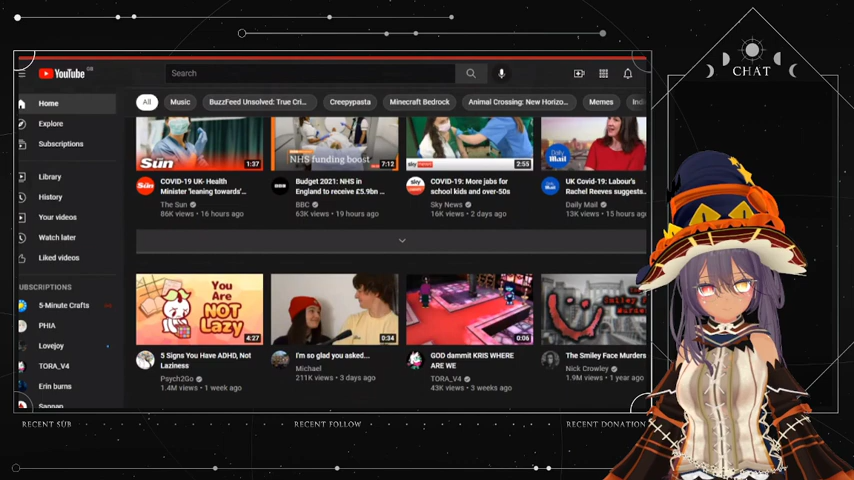 YouTube GB
Search
CHAT
Home
Explore
Subscriptions
Library
History
Your videos
Watch later
Liked videos
SUBSCRIPTIONS
5-Minute Crafts
PHIA
Lovejoy
TORA_V4
Erin burns
All
Music
BuzzFeed Unsolved: True Cri...
Creepypasta
Minecraft Bedrock
Animal Crossing: New Horizo...
Memes
Sun
1:37
COVID-19 UK- Health
Minister 'leaning towards'...
The Sun
86K views • 16 hours ago
NHS funding boost
7:12
BBC
Budget 2021: NHS in
England to receive £5.9bn ...
BBC
63K views • 19 hours ago
sky news
2:55
COVID-19: More jobs for
school kids and over-50s
Sky News
16K views • 2 days ago
Daily Mail
UK Covid-19: Labour's
Rachel Reeves suggests...
Daily Mail
13K views • 15 hours ago
You
Are
NOT
Lazy
4:27
5 Signs You Have ADHD, Not
Laziness
Psych2Go
1.4M views • 1 week ago
0:34
I'm so glad you asked...
Michael
211K views • 3 days ago
0:06
GOD dammit KRIS WHERE
ARE WE
TORA_V4
43K views • 3 weeks ago
The Smiley Face Murders
Nick Crowley
1.9M views • 1 year ago
RECENT SUB
RECENT FOLLOW
RECENT DONATION